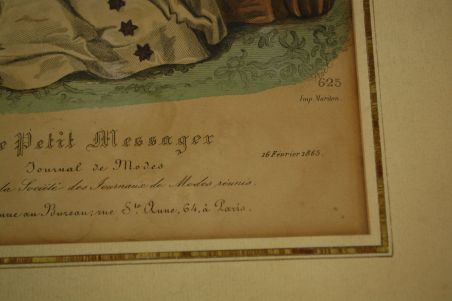 625
Imp. Mariton
e Petit Messager
16 Février 1865.
Journal de Modes
la Société des Journaux de Modes réunis.
au Bureau; rue Ste Anne, 64, à Paris.